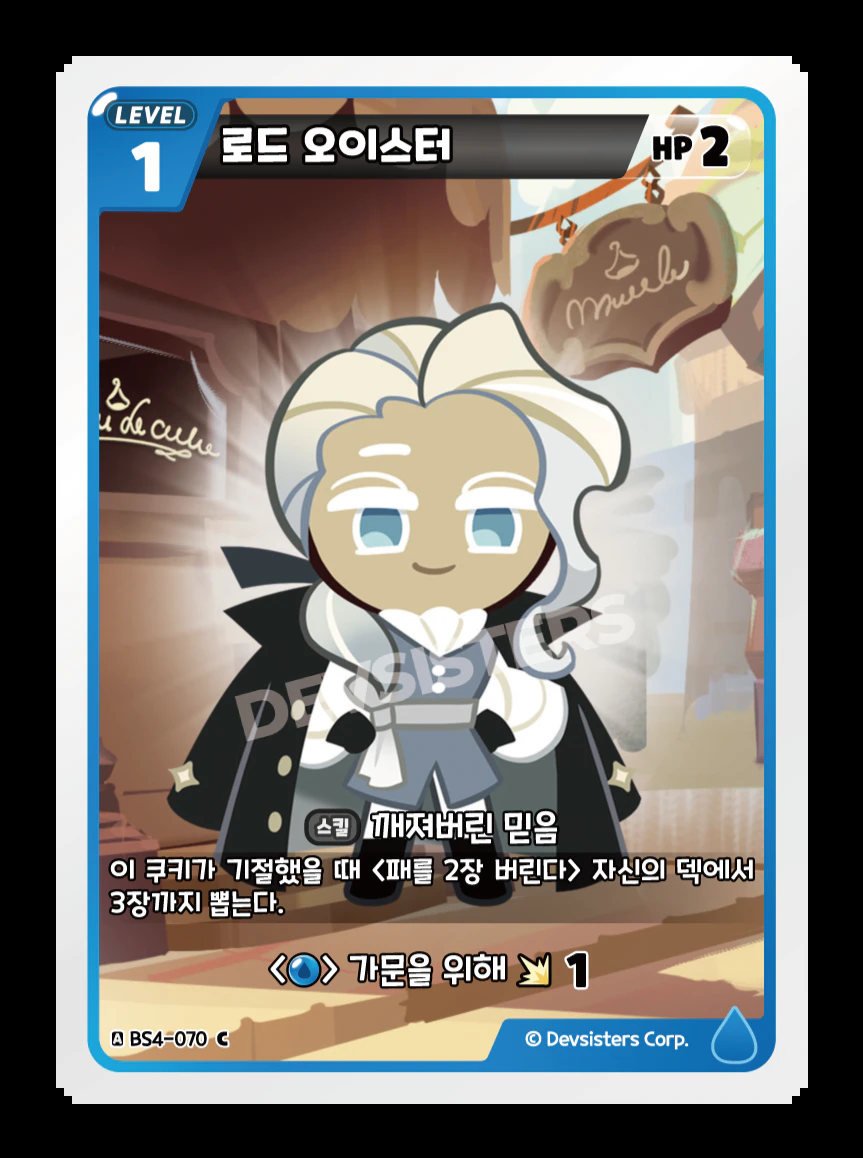 LEVEL
1
로드 오이스터
HP 2
DEVSISTERS
스킬 깨져버린 믿음
이 쿠키가 기절했을 때 <패를 2장 버린다> 자신의 덱에서
3장까지 뽑는다.
< > 가문을 위해 1
A BS4-070 C
© Devsisters Corp.